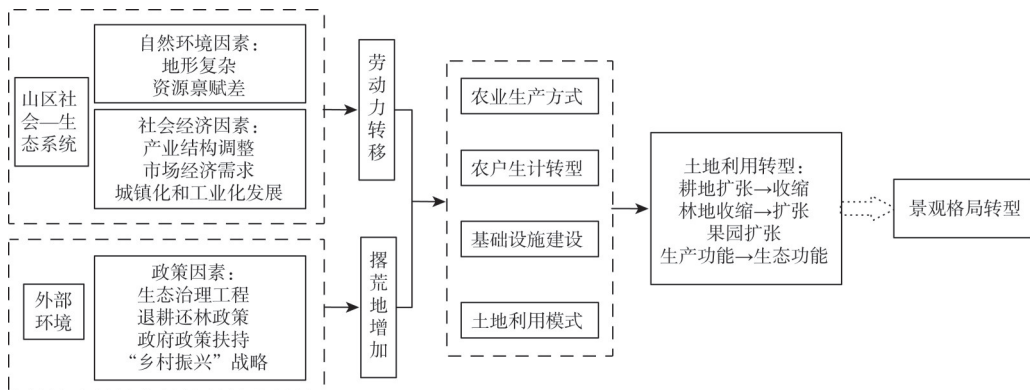 山区社
会—生
态系统
自然环境因素：
地形复杂
资源禀赋差
社会经济因素：
产业结构调整
市场经济需求
城镇化和工业化发展
外部
环境
政策因素：
生态治理工程
退耕还林政策
政府政策扶持
“乡村振兴”战略
劳动力转移
撂荒地增加
农业生产方式
农户生计转型
基础设施建设
土地利用模式
土地利用转型：
耕地扩张→收缩
林地收缩→扩张
果园扩张
生产功能→生态功能
景观格局转型